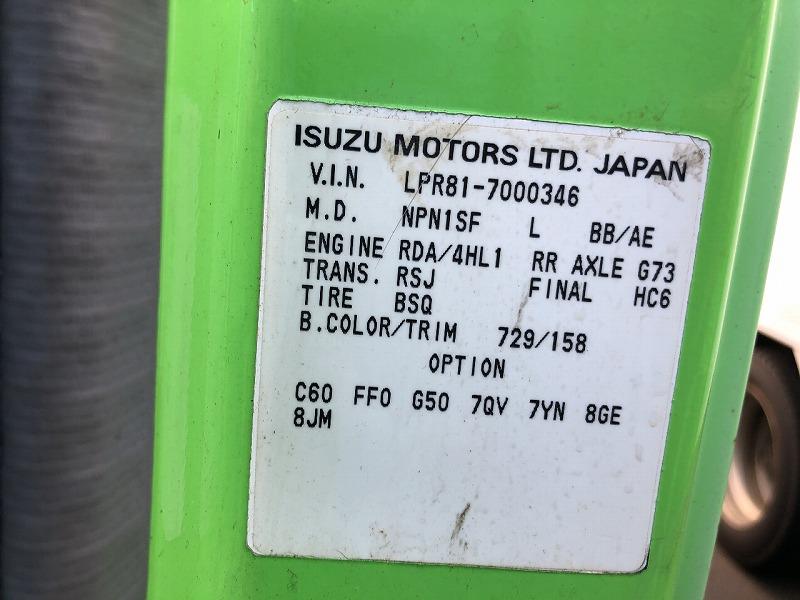 ISUZU MOTORS LTD. JAPAN
V.I.N. LPR81-7000346
M.D. NPN1SF L BB/AE
ENGINE RDA/4HL1 RR AXLE G73
TRANS. RSJ FINAL HC6
TIRE BSQ
B.COLOR/TRIM 729/158
OPTION
C60 FF0 G50 7QV 7YN 8GE
8JM